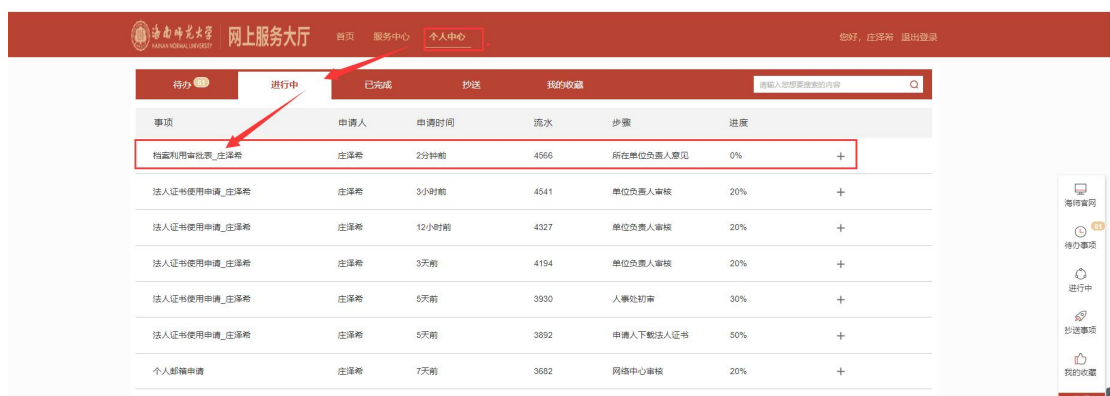 海南师范大学 网上服务大厅 首页 服务中心 个人中心 您好，庄泽希 退出登录
HAINAN NORMAL UNIVERSITY
待办 61 进行中 已完成 抄送 我的收藏 请输入您想要搜索的内容
事项 申请人 申请时间 流水 步骤 进度
档案利用审批表_庄泽希 庄泽希 2分钟前 4566 所在单位负责人意见 0% +
法人证书使用申请_庄泽希 庄泽希 3小时前 4541 单位负责人审核 20% +
法人证书使用申请_庄泽希 庄泽希 12小时前 4327 单位负责人审核 20% +
法人证书使用申请_庄泽希 庄泽希 3天前 4194 单位负责人审核 20% +
法人证书使用申请_庄泽希 庄泽希 5天前 3930 人事处初审 30% +
法人证书使用申请_庄泽希 庄泽希 5天前 3892 申请人下载法人证书 50% +
个人邮箱申请 庄泽希 7天前 3682 网络中心审核 20% +
海师官网
61
待办事项
进行中
抄送事项
我的收藏